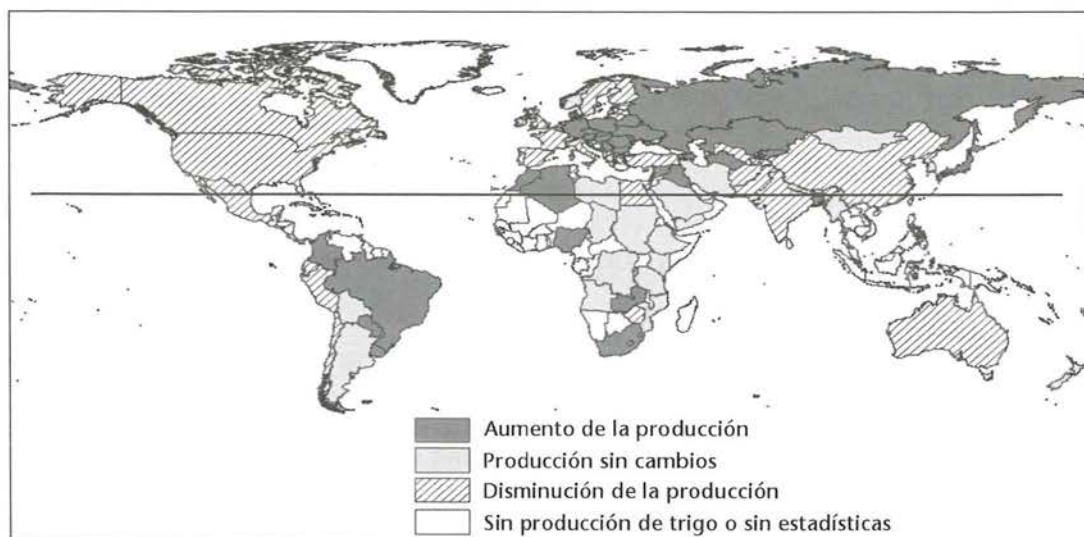 Aumento de la producción
Producción sin cambios
Disminución de la producción
Sin producción de trigo o sin estadísticas